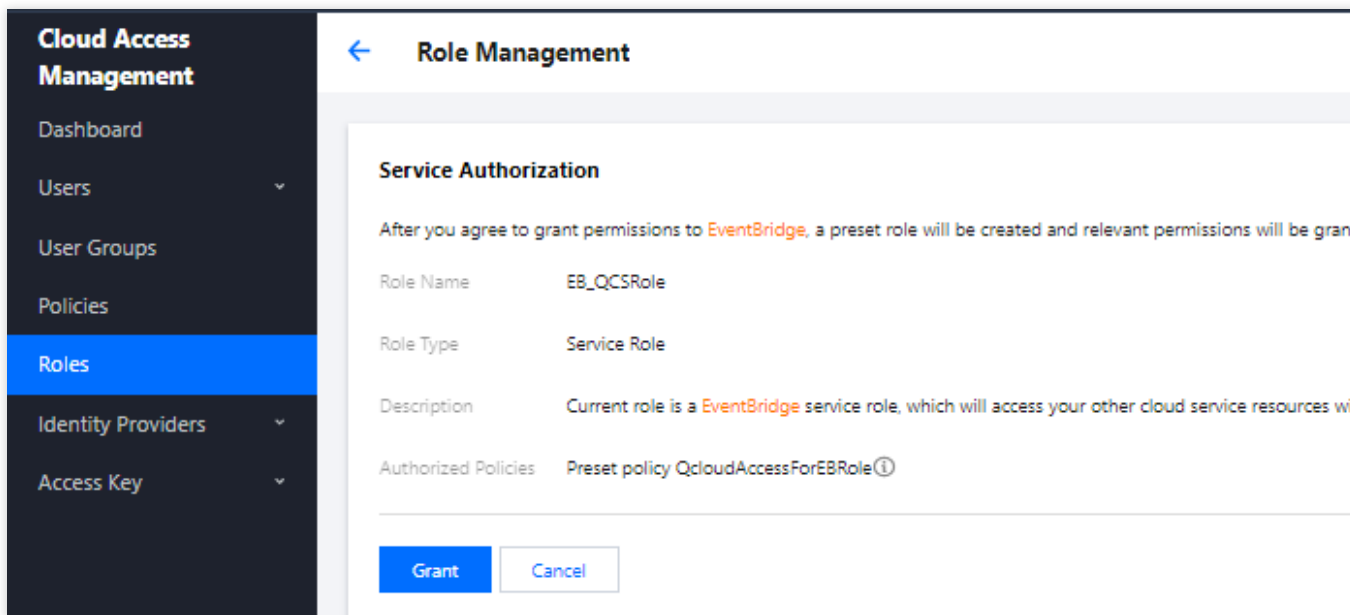 Cloud Access
Management
Dashboard
Users
User Groups
Policies
Roles
Identity Providers
Access Key
Role Management
Service Authorization
After you agree to grant permissions to EventBridge, a preset role will be created and relevant permissions will be
Role Name EB_QCSRole
Role Type Service Role
Description Current role is a EventBridge service role, which will access your other cloud service resources
Authorized Policies Preset policy QcloudAccessForEBRole
Grant Cancel